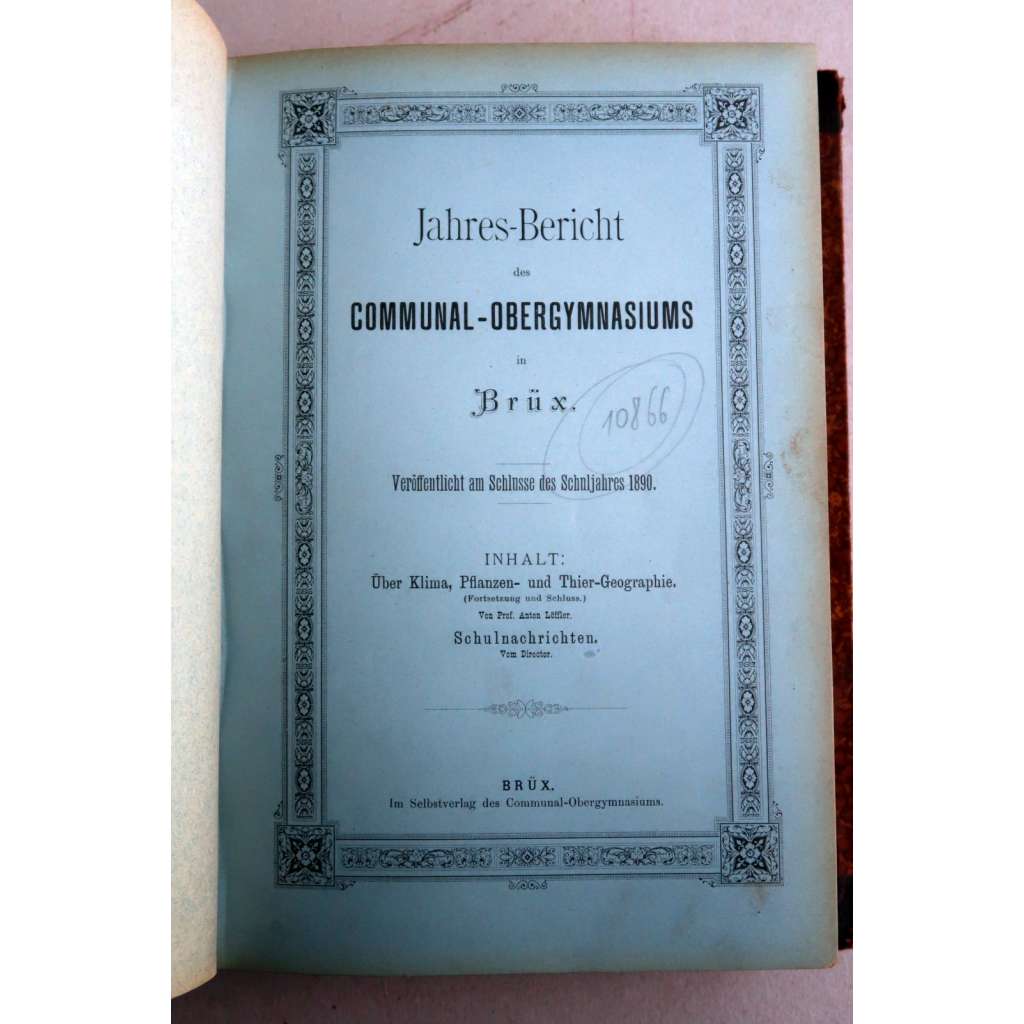 Jahres-Bericht
des
COMMUNAL-OBERGYMNASIUMS
in
Brüx.
10866
Veröffentlicht am Schlusse des Schuljahres 1890.
INHALT:
Über Klima, Pflanzen- und Thier-Geographie.
(Fortsetzung und Schluss.)
Von Prof. Anton Löffler.
Schulnachrichten.
Vom Director.
BRÜX.
Im Selbstverlag des Communal-Obergymnasiums.